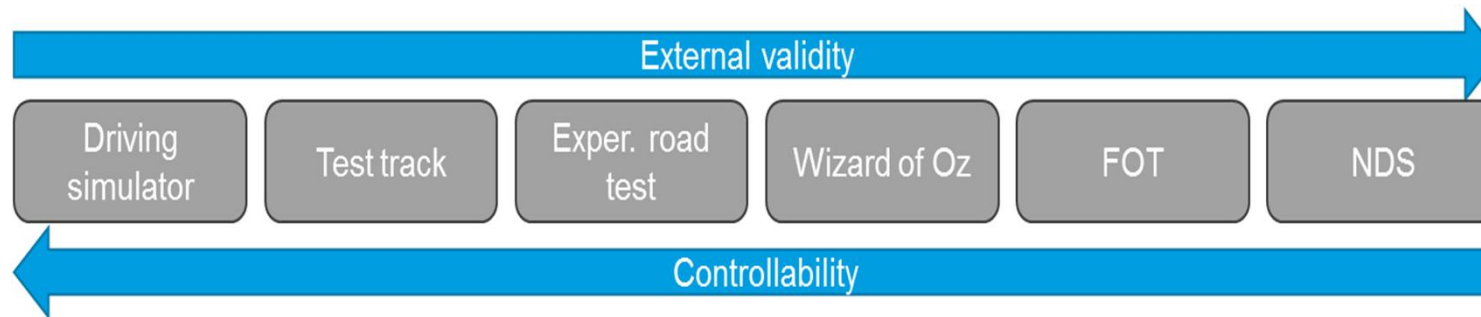 External validity
Driving
simulator
Test track
Exper. road
test
Wizard of Oz
FOT
NDS
Controllability